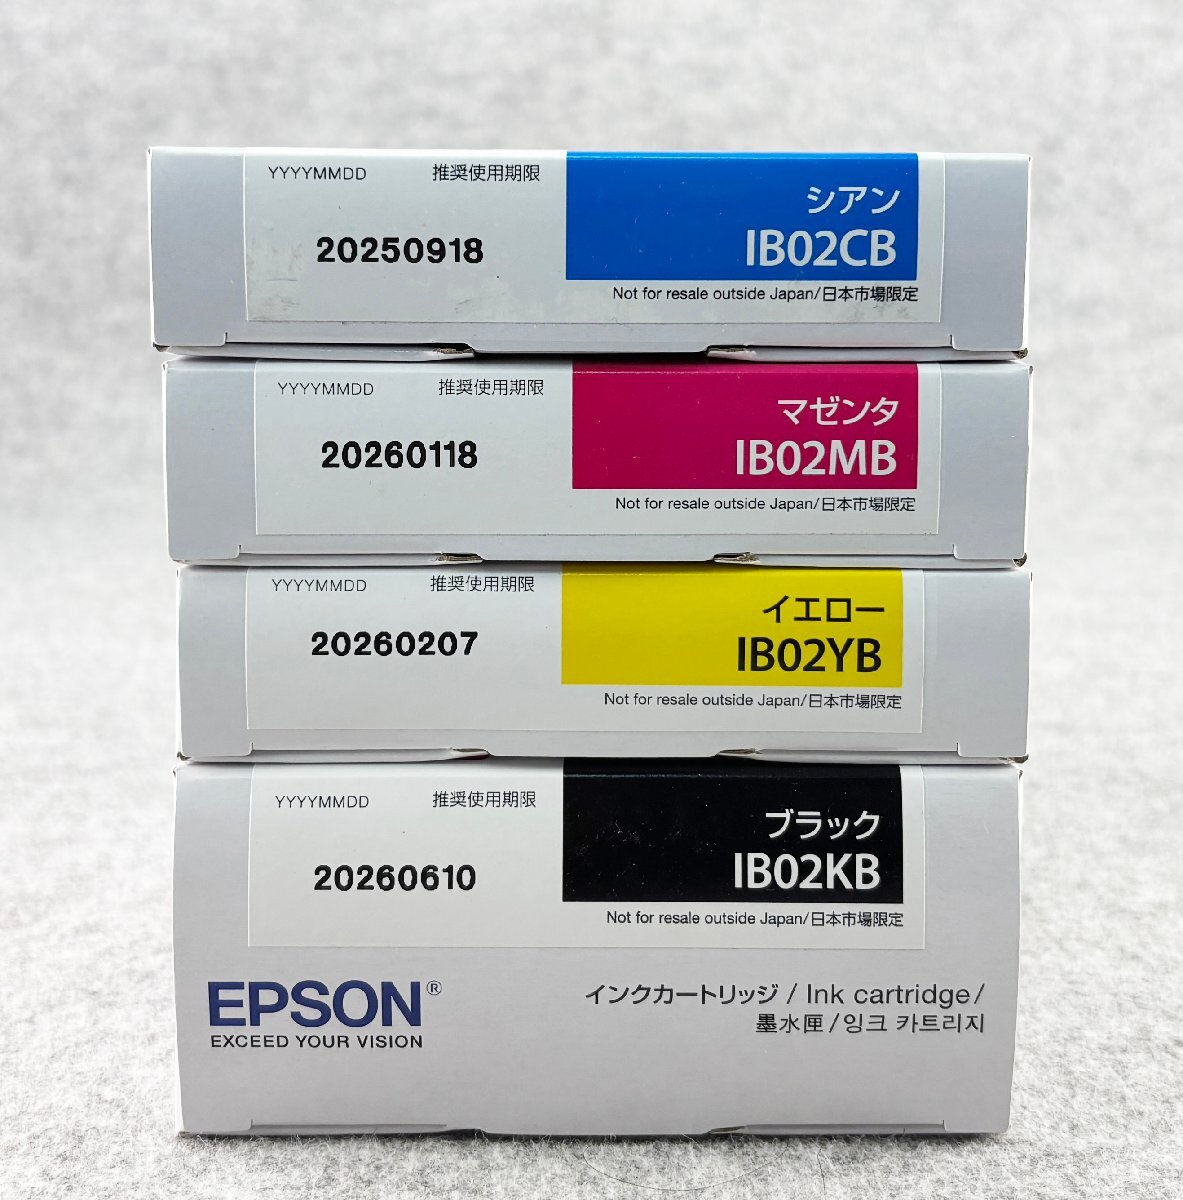 YYYYMMDD 推奨使用期限
シアン
20250918
IB02CB
Not for resale outside Japan/日本市場限定
YYYYMMDD 推奨使用期限
マゼンタ
20260118
IB02MB
Not for resale outside Japan/日本市場限定
YYYYMMDD 推奨使用期限
イエロー
20260207
IB02YB
Not for resale outside Japan/日本市場限定
YYYYMMDD 推奨使用期限
ブラック
20260610
IB02KB
Not for resale outside Japan/日本市場限定
EPSON®
EXCEED YOUR VISION
インクカートリッジ / Ink cartridge/
墨水匣/잉크 카트리지